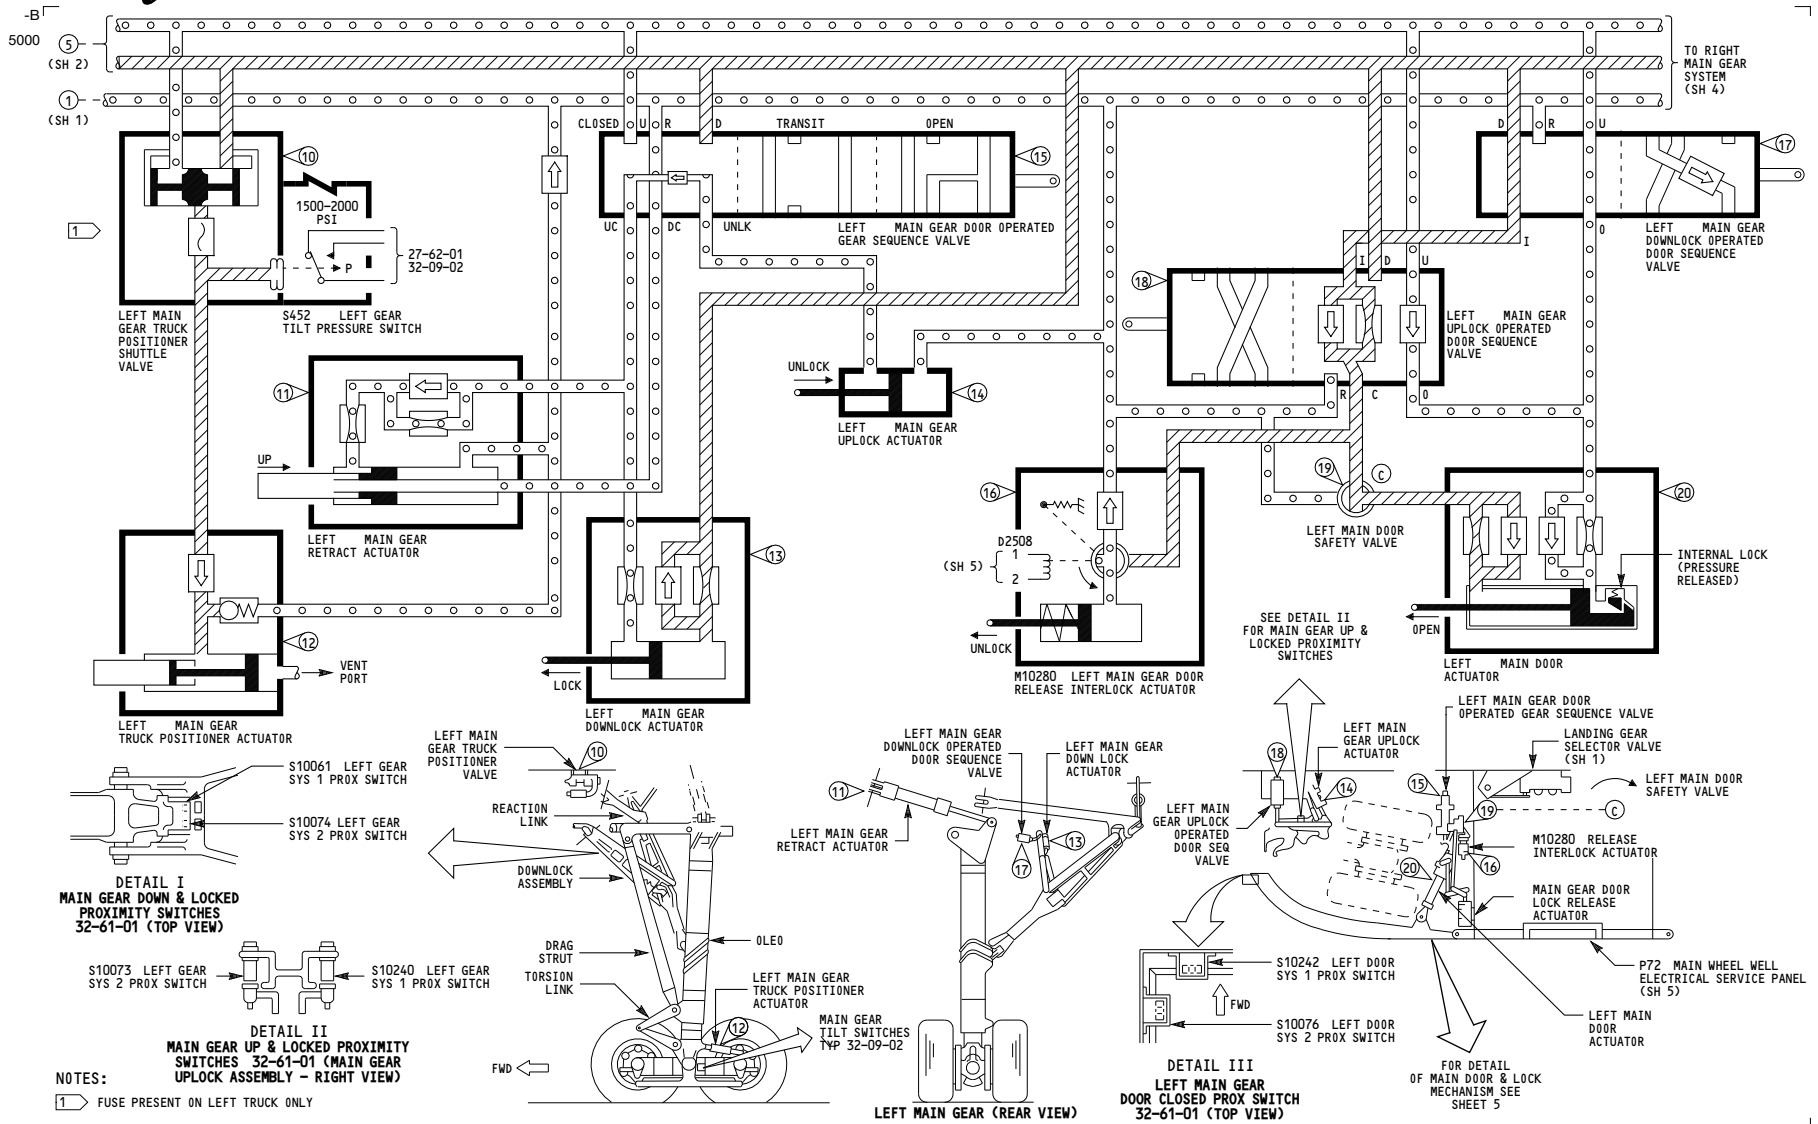 -B
5000
5
(SH 2)
1
(SH 1)
TO RIGHT
MAIN GEAR
SYSTEM
(SH 4)
CLOSED U R D TRANSIT OPEN
D R U
10
15
17
1500-2000
PSI
1
27-62-01
32-09-02
P
UC DC UNLK
LEFT MAIN GEAR DOOR OPERATED
GEAR SEQUENCE VALVE
I
O
LEFT MAIN GEAR
DOWNLOCK OPERATED
DOOR SEQUENCE
VALVE
LEFT MAIN
GEAR TRUCK
POSITIONER
SHUTTLE
VALVE
S452 LEFT GEAR
TILT PRESSURE SWITCH
18
I D U
LEFT MAIN GEAR
UPLOCK OPERATED
DOOR SEQUENCE
VALVE
R C O
11
UNLOCK
14
LEFT MAIN GEAR
UPLOCK ACTUATOR
UP
LEFT MAIN GEAR
RETRACT ACTUATOR
16
19
C
20
LEFT MAIN DOOR
SAFETY VALVE
13
D2508
(SH 5)
1
2
INTERNAL LOCK
(PRESSURE
RELEASED)
12
VENT
PORT
LOCK
UNLOCK
OPEN
SEE DETAIL II
FOR MAIN GEAR UP &
LOCKED PROXIMITY
SWITCHES
M10280 LEFT MAIN GEAR DOOR
RELEASE INTERLOCK ACTUATOR
LEFT MAIN DOOR
ACTUATOR
LEFT MAIN GEAR
TRUCK POSITIONER ACTUATOR
LEFT MAIN GEAR
DOWNLOCK ACTUATOR
S10061 LEFT GEAR
SYS 1 PROX SWITCH
S10074 LEFT GEAR
SYS 2 PROX SWITCH
DETAIL I
MAIN GEAR DOWN & LOCKED
PROXIMITY SWITCHES
32-61-01 (TOP VIEW)
S10073 LEFT GEAR
SYS 2 PROX SWITCH
S10240 LEFT GEAR
SYS 1 PROX SWITCH
DETAIL II
MAIN GEAR UP & LOCKED PROXIMITY
SWITCHES 32-61-01 (MAIN GEAR
UPLOCK ASSEMBLY - RIGHT VIEW)
NOTES:
1 FUSE PRESENT ON LEFT TRUCK ONLY
LEFT MAIN
GEAR TRUCK
POSITIONER
VALVE
10
REACTION
LINK
DOWNLOCK
ASSEMBLY
DRAG
STRUT
TORSION
LINK
OLEO
LEFT MAIN GEAR
TRUCK POSITIONER
ACTUATOR
12
MAIN GEAR
TILT SWITCHES
TYP 32-09-02
FWD
LEFT MAIN GEAR
DOWNLOCK OPERATED
DOOR SEQUENCE
VALVE
LEFT MAIN GEAR
DOWN LOCK
ACTUATOR
11
LEFT MAIN GEAR
RETRACT ACTUATOR
17
13
LEFT MAIN GEAR (REAR VIEW)
18
LEFT MAIN
GEAR UPLOCK
ACTUATOR
14
LEFT MAIN
GEAR UPLOCK
OPERATED
DOOR SEQ
VALVE
LEFT MAIN GEAR DOOR
OPERATED GEAR SEQUENCE VALVE
LANDING GEAR
SELECTOR VALVE
(SH 1)
15
LEFT MAIN DOOR
SAFETY VALVE
19
C
M10280 RELEASE
INTERLOCK ACTUATOR
16
20
MAIN GEAR DOOR
LOCK RELEASE
ACTUATOR
P72 MAIN WHEEL WELL
ELECTRICAL SERVICE PANEL
(SH 5)
LEFT MAIN
DOOR
ACTUATOR
S10242 LEFT DOOR
SYS 1 PROX SWITCH
FWD
S10076 LEFT DOOR
SYS 2 PROX SWITCH
DETAIL III
LEFT MAIN GEAR
DOOR CLOSED PROX SWITCH
32-61-01 (TOP VIEW)
FOR DETAIL
OF MAIN DOOR & LOCK
MECHANISM SEE
SHEET 5